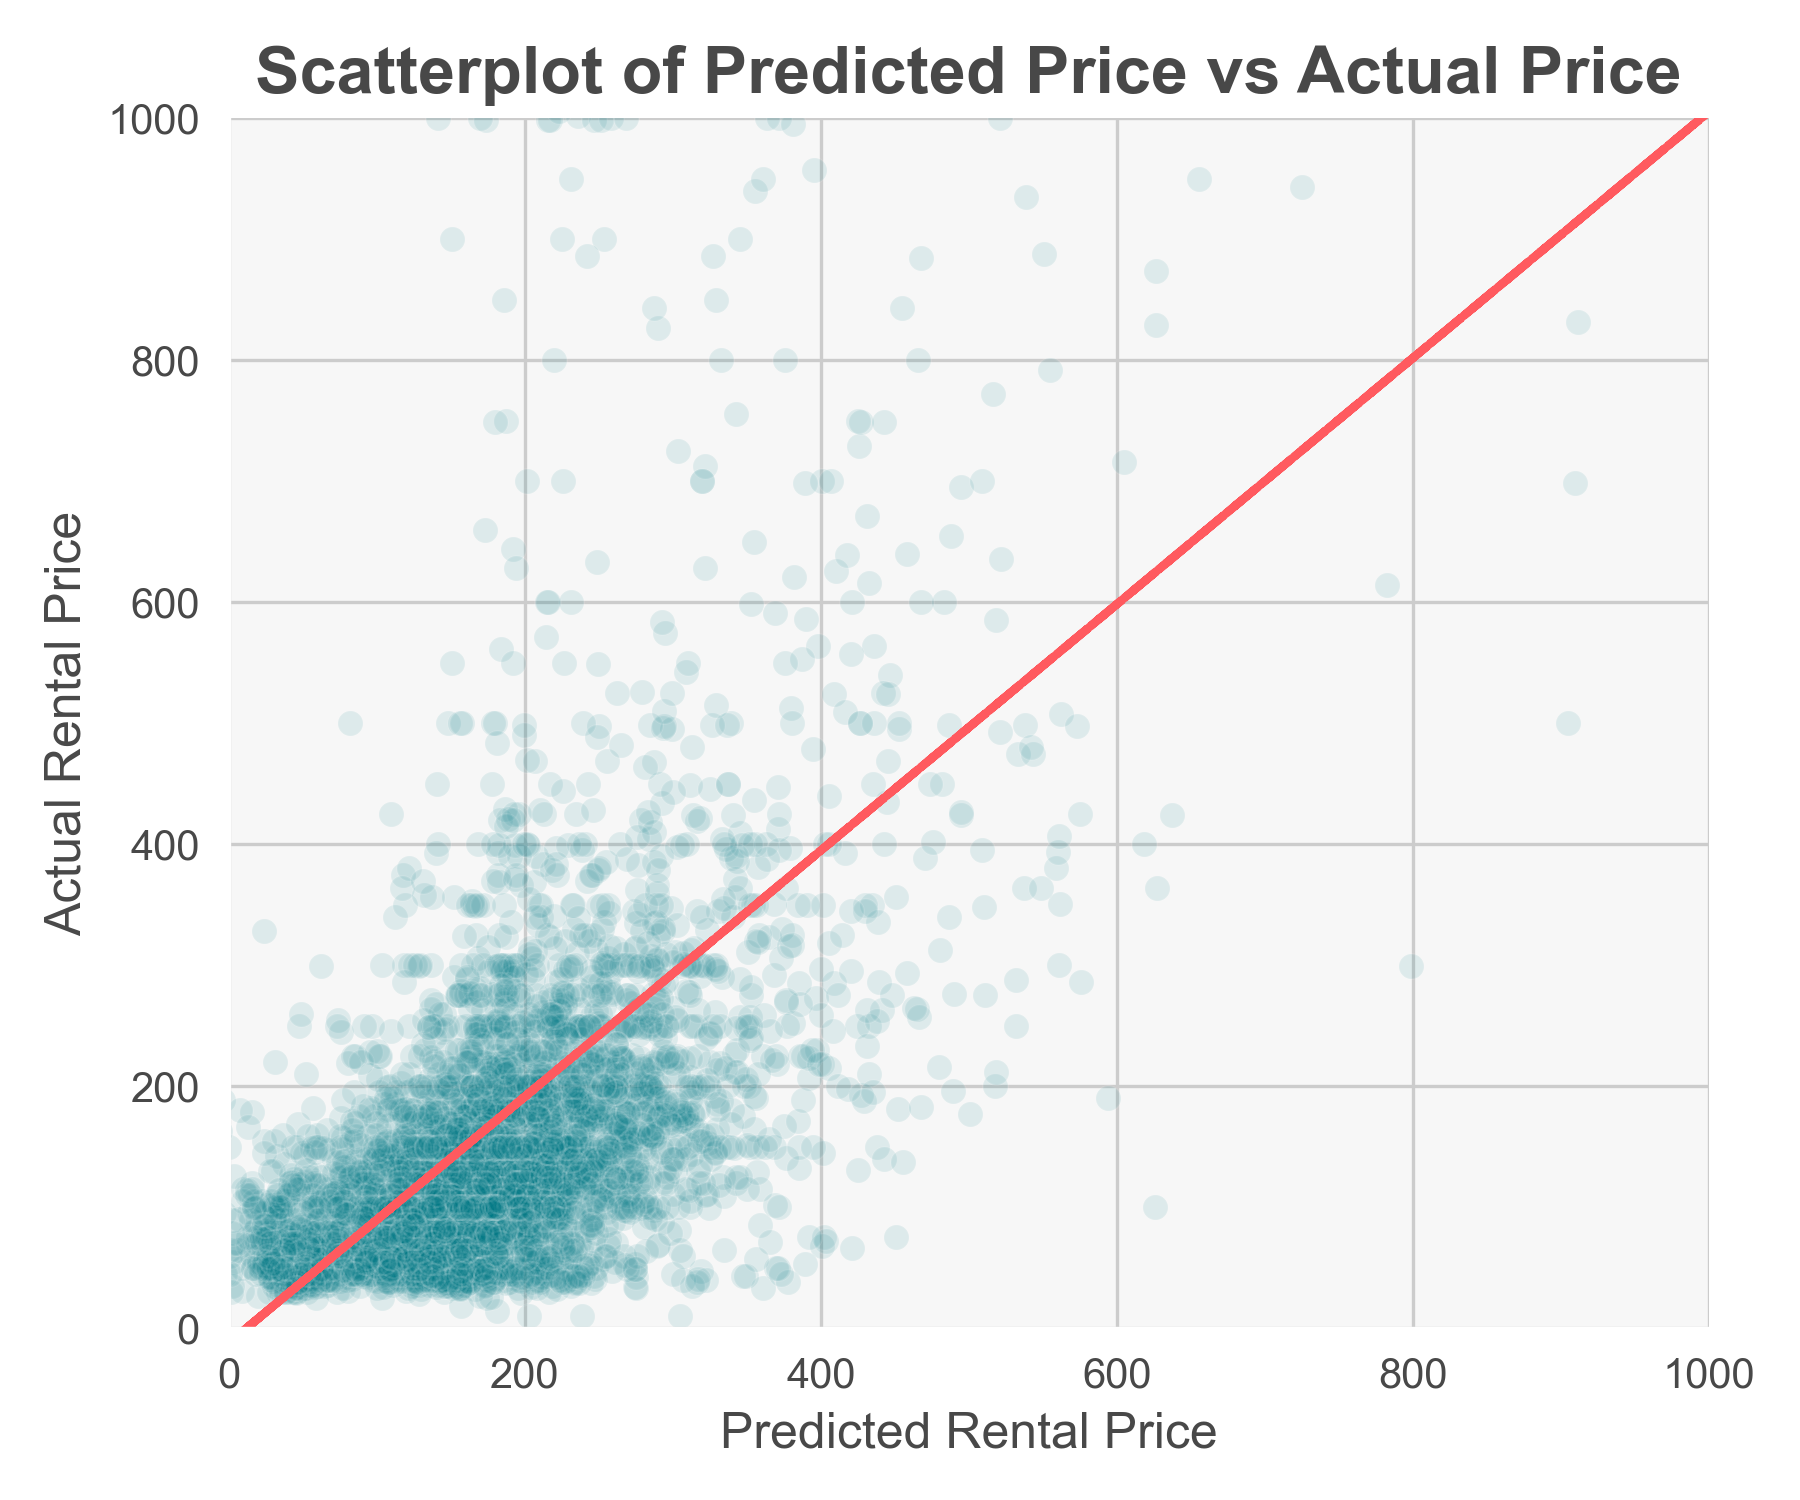 Scatterplot of Predicted Price vs Actual Price
1000
800
600
400
200
0
Actual Rental Price
0 200 400 600 800 1000
Predicted Rental Price